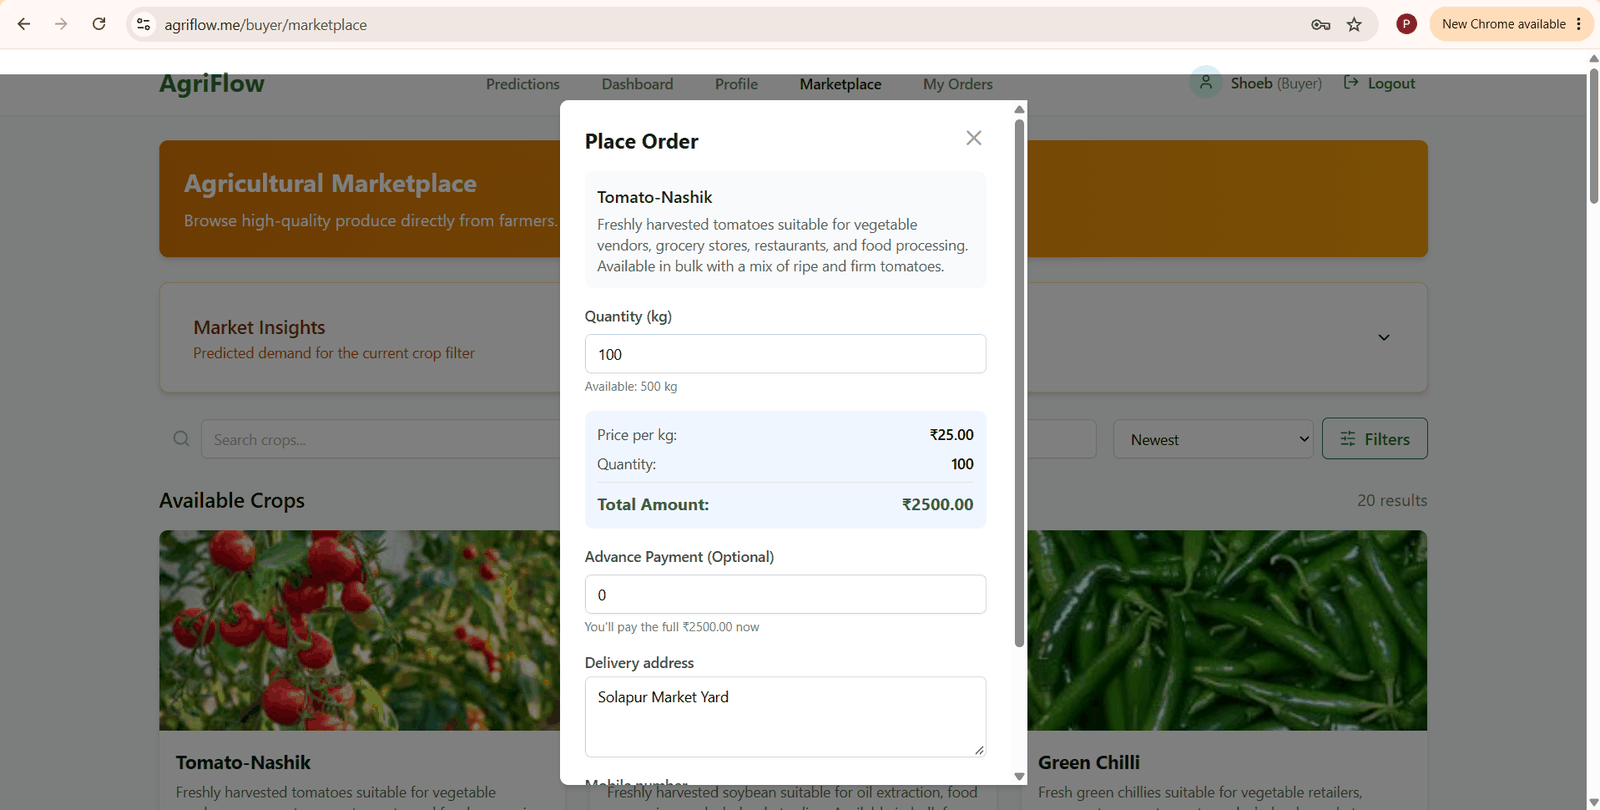 agriflow.me/buyer/marketplace
P
New Chrome available
AgriFlow
Predictions
Dashboard
Profile
Marketplace
My Orders
Shoeb (Buyer)
Logout
Agricultural Marketplace
Browse high-quality produce directly from farmers.
Market Insights
Predicted demand for the current crop filter
Search crops...
Newest
Filters
Available Crops
20 results
Place Order
Tomato-Nashik
Freshly harvested tomatoes suitable for vegetable
vendors, grocery stores, restaurants, and food processing.
Available in bulk with a mix of ripe and firm tomatoes.
Quantity (kg)
100
Available: 500 kg
Price per kg: ₹25.00
Quantity: 100
Total Amount: ₹2500.00
Advance Payment (Optional)
0
You'll pay the full ₹2500.00 now
Delivery address
Solapur Market Yard
Mobile number
Tomato-Nashik
Freshly harvested tomatoes suitable for vegetable
Freshly harvested soybean suitable for oil extraction, food
Green Chilli
Fresh green chillies suitable for vegetable retailers,